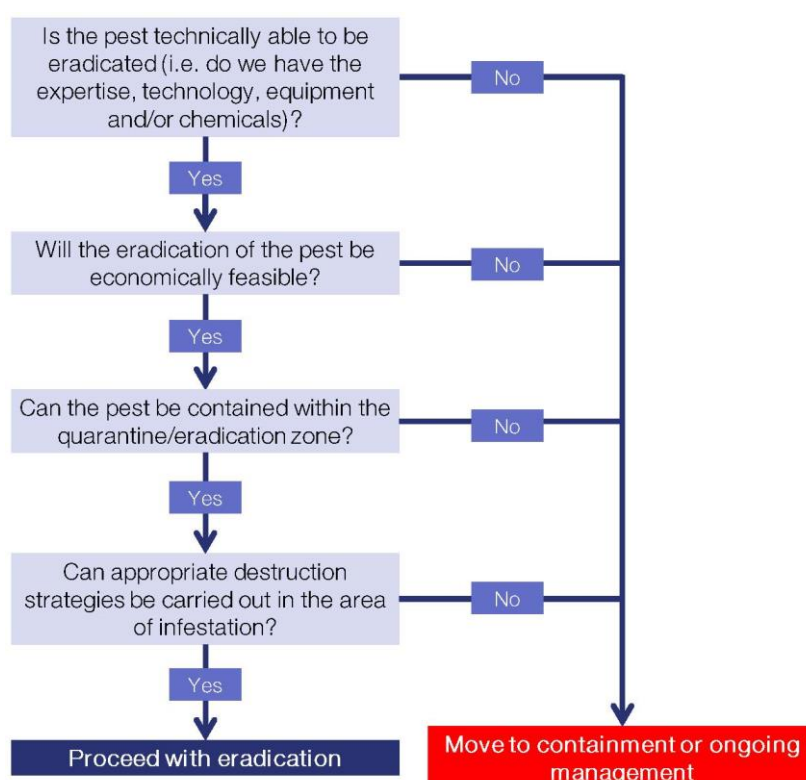 Is the pest technically able to be
eradicated (i.e. do we have the
expertise, technology, equipment
and/or chemicals)?
No
Yes
Will the eradication of the pest be
economically feasible?
No
Yes
Can the pest be contained within the
quarantine/eradication zone?
No
Yes
Can appropriate destruction
strategies be carried out in the area
of infestation?
No
Yes
Proceed with eradication
Move to containment or ongoing
management